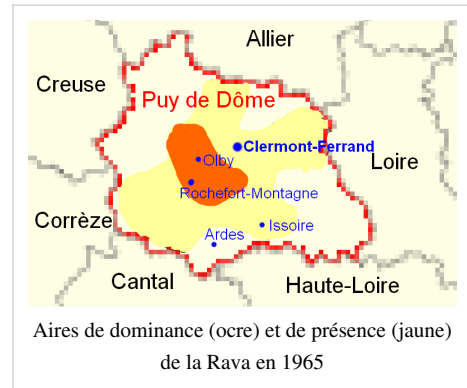 Allier
Creuse
Puy de Dôme
Clermont-Ferrand
Olby
Loire
Rochefort-Montagne
Corrèze
Issoire
Ardes
Cantal
Haute-Loire
Aires de dominance (ocre) et de présence (jaune)
de la Rava en 1965